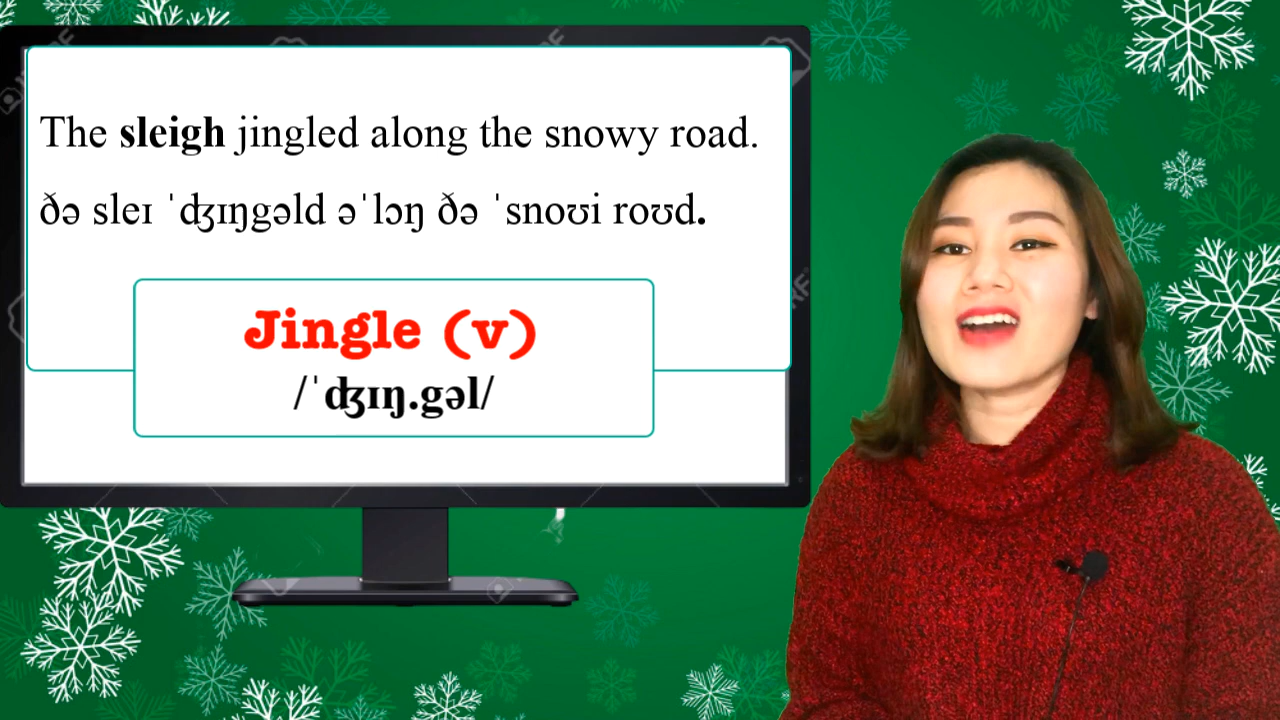 The sleigh jingled along the snowy road.
ðə sleɪ ˈʤɪŋgəld əˈlɔŋ ðə ˈsnoʊi roʊd.
Jingle (v)
/ˈʤɪŋ.gəl/